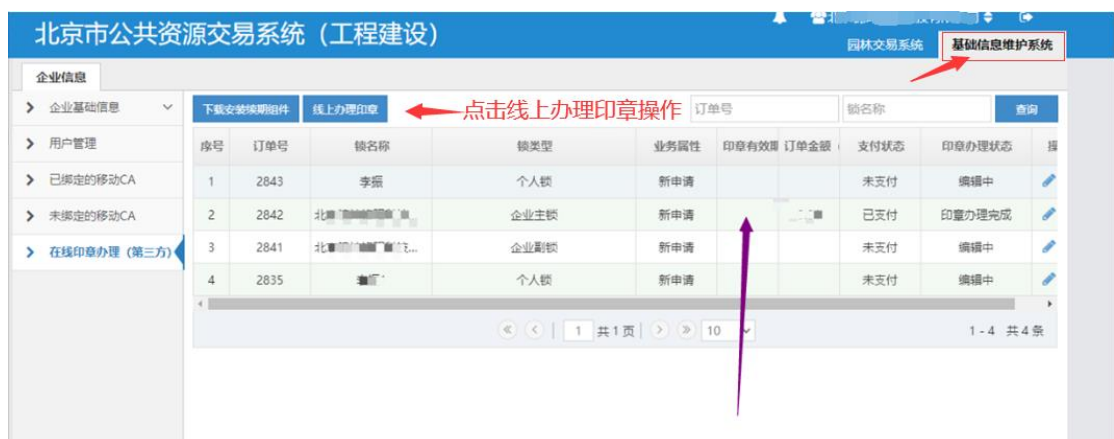 北京市公共资源交易系统（工程建设）
园林交易系统 基础信息维护系统
企业信息
企业基础信息
用户管理
已绑定的移动CA
未绑定的移动CA
在线印章办理（第三方）
下载安装续期组件 线上办理印章 点击线上办理印章操作 订单号 锁名称 查询
序号 订单号 锁名称 锁类型 业务属性 印章有效期 订单金额（ 支付状态 印章办理状态
1 2843 李振 个人锁 新申请 未支付 编辑中
2 2842 北 企业主锁 新申请 已支付 印章办理完成
3 2841 北 企业副锁 新申请 未支付 编辑中
4 2835 个人锁 新申请 未支付 编辑中
1 共1页 10 1 - 4 共4条